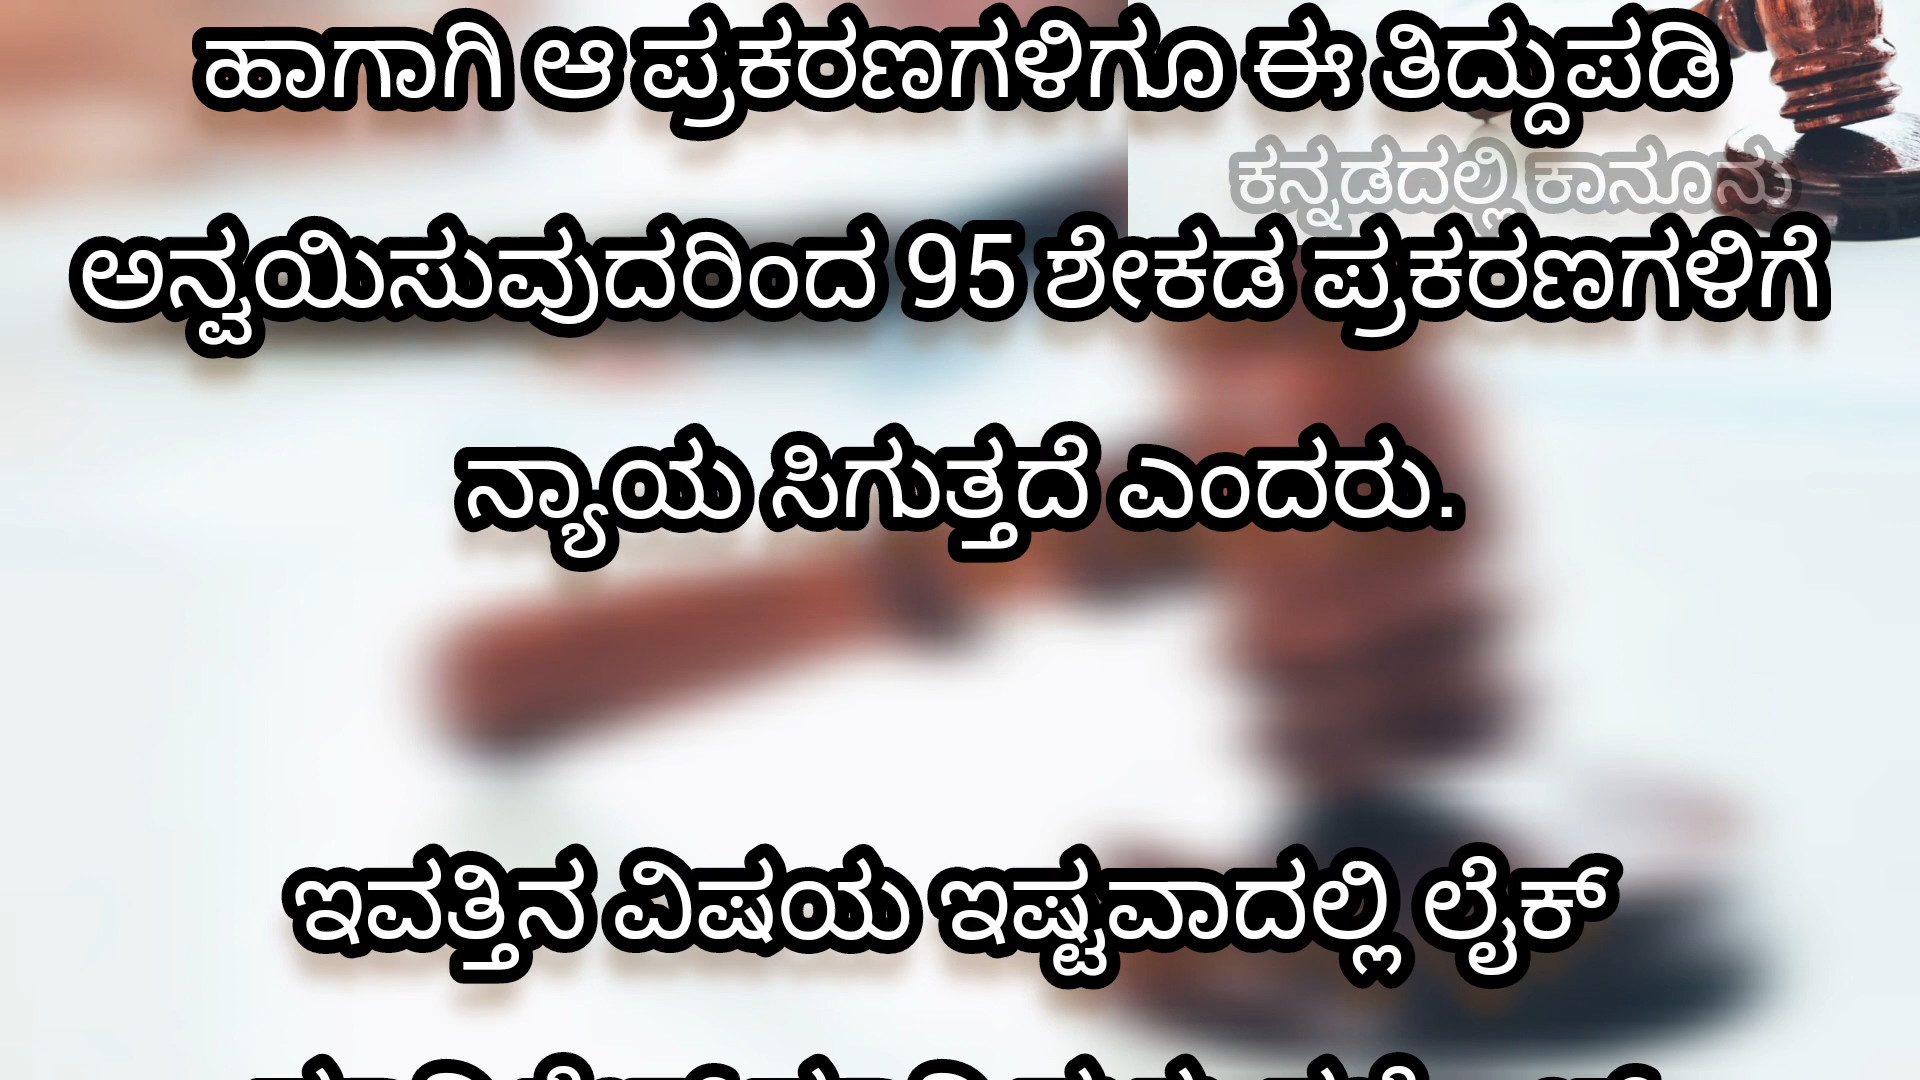 ಹಾಗಾಗಿ ಆ ಪ್ರಕರಣಗಳಿಗೂ ಈ ತಿದ್ದುಪಡಿ
ಕನ್ನಡದಲ್ಲಿ ಕಾನೂನು
ಅನ್ವಯಿಸುವುದರಿಂದ 95 ಶೇಕಡ ಪ್ರಕರಣಗಳಿಗೆ
ನ್ಯಾಯ ಸಿಗುತ್ತದೆ ಎಂದರು.
ಇವತ್ತಿನ ವಿಷಯ ಇಷ್ಟವಾದಲ್ಲಿ ಲೈಕ್